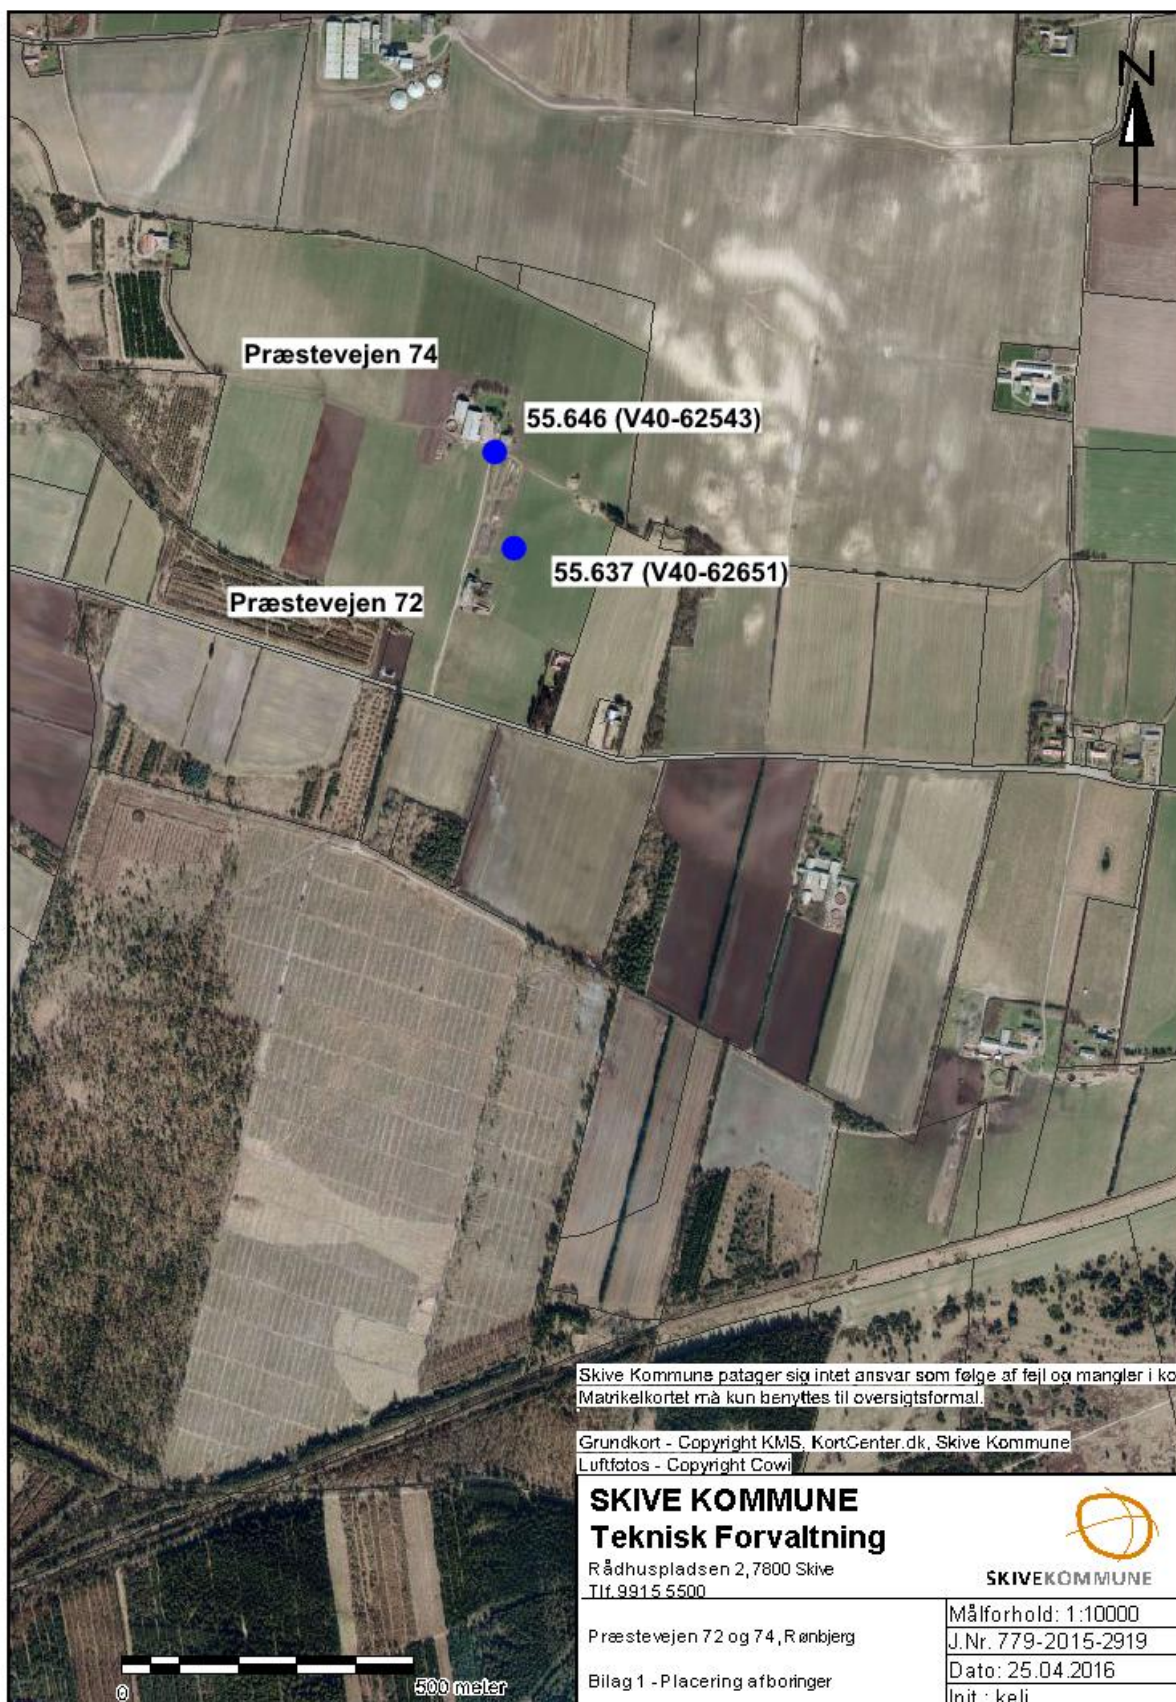 N
Præstevejen 74
55.646 (V40-62543)
55.637 (V40-62651)
Præstevejen 72
Skive Kommune patager sig intet ansvar som følge af fejl og mangler i ko
Matrikelkortet må kun benyttes til oversigtsformal.
Grundkort - Copyright KMS, KortCenter.dk, Skive Kommune
Luftfotos - Copyright Cowi
SKIVE KOMMUNE
Teknisk Forvaltning
Rådhuspladsen 2, 7800 Skive
Tlf. 9915 5500
SKIVEKOMMUNE
Præstevejen 72 og 74, Rønbjerg
Bilag 1 - Placering af boringer
Målforhold: 1:10000
J.Nr. 779-2015-2919
Dato: 25.04.2016
Init.: keli
0 500 meter